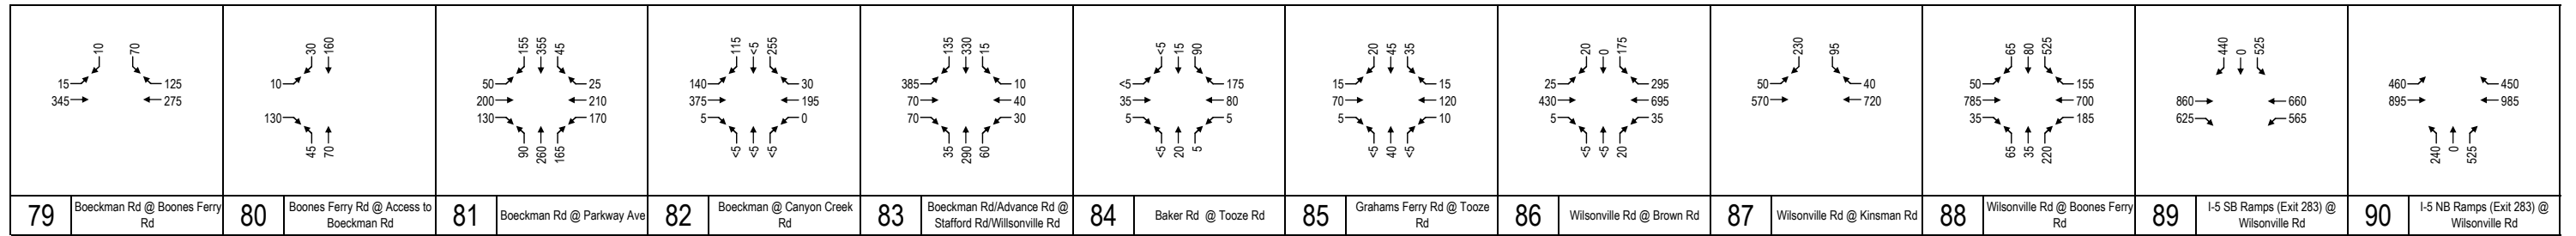 10 70
15 125
345 275
79 Boeckman Rd @ Boones Ferry
Rd
30 160
10
130
45 70
80 Boones Ferry Rd @ Access to
Boeckman Rd
155 355 45
50 25
200 210
130 170
90 260 165
81 Boeckman Rd @ Parkway Ave
115 <5 255
140 30
375 195
5 0
<5 <5 <5
82 Boeckman @ Canyon Creek
Rd
135 330 15
385 10
70 40
70 30
35 290 60
83 Boeckman Rd/Advance Rd @
Stafford Rd/Willsonville Rd
<5 15 90
<5 175
35 80
5 5
<5 20 5
84 Baker Rd @ Tooze Rd
20 45 35
15 15
70 120
5 10
<5 40 <5
85 Grahams Ferry Rd @ Tooze
Rd
20 0 175
25 295
430 695
5 35
<5 <5 20
86 Wilsonville Rd @ Brown Rd
230 95
50 40
570 720
87 Wilsonville Rd @ Kinsman Rd
65 80 525
50 155
785 700
35 185
65 35 220
88 Wilsonville Rd @ Boones Ferry
Rd
440 0 525
860 660
625 565
89 I-5 SB Ramps (Exit 283) @
Wilsonville Rd
460 450
895 985
240 0 525
90 I-5 NB Ramps (Exit 283) @
Wilsonville Rd